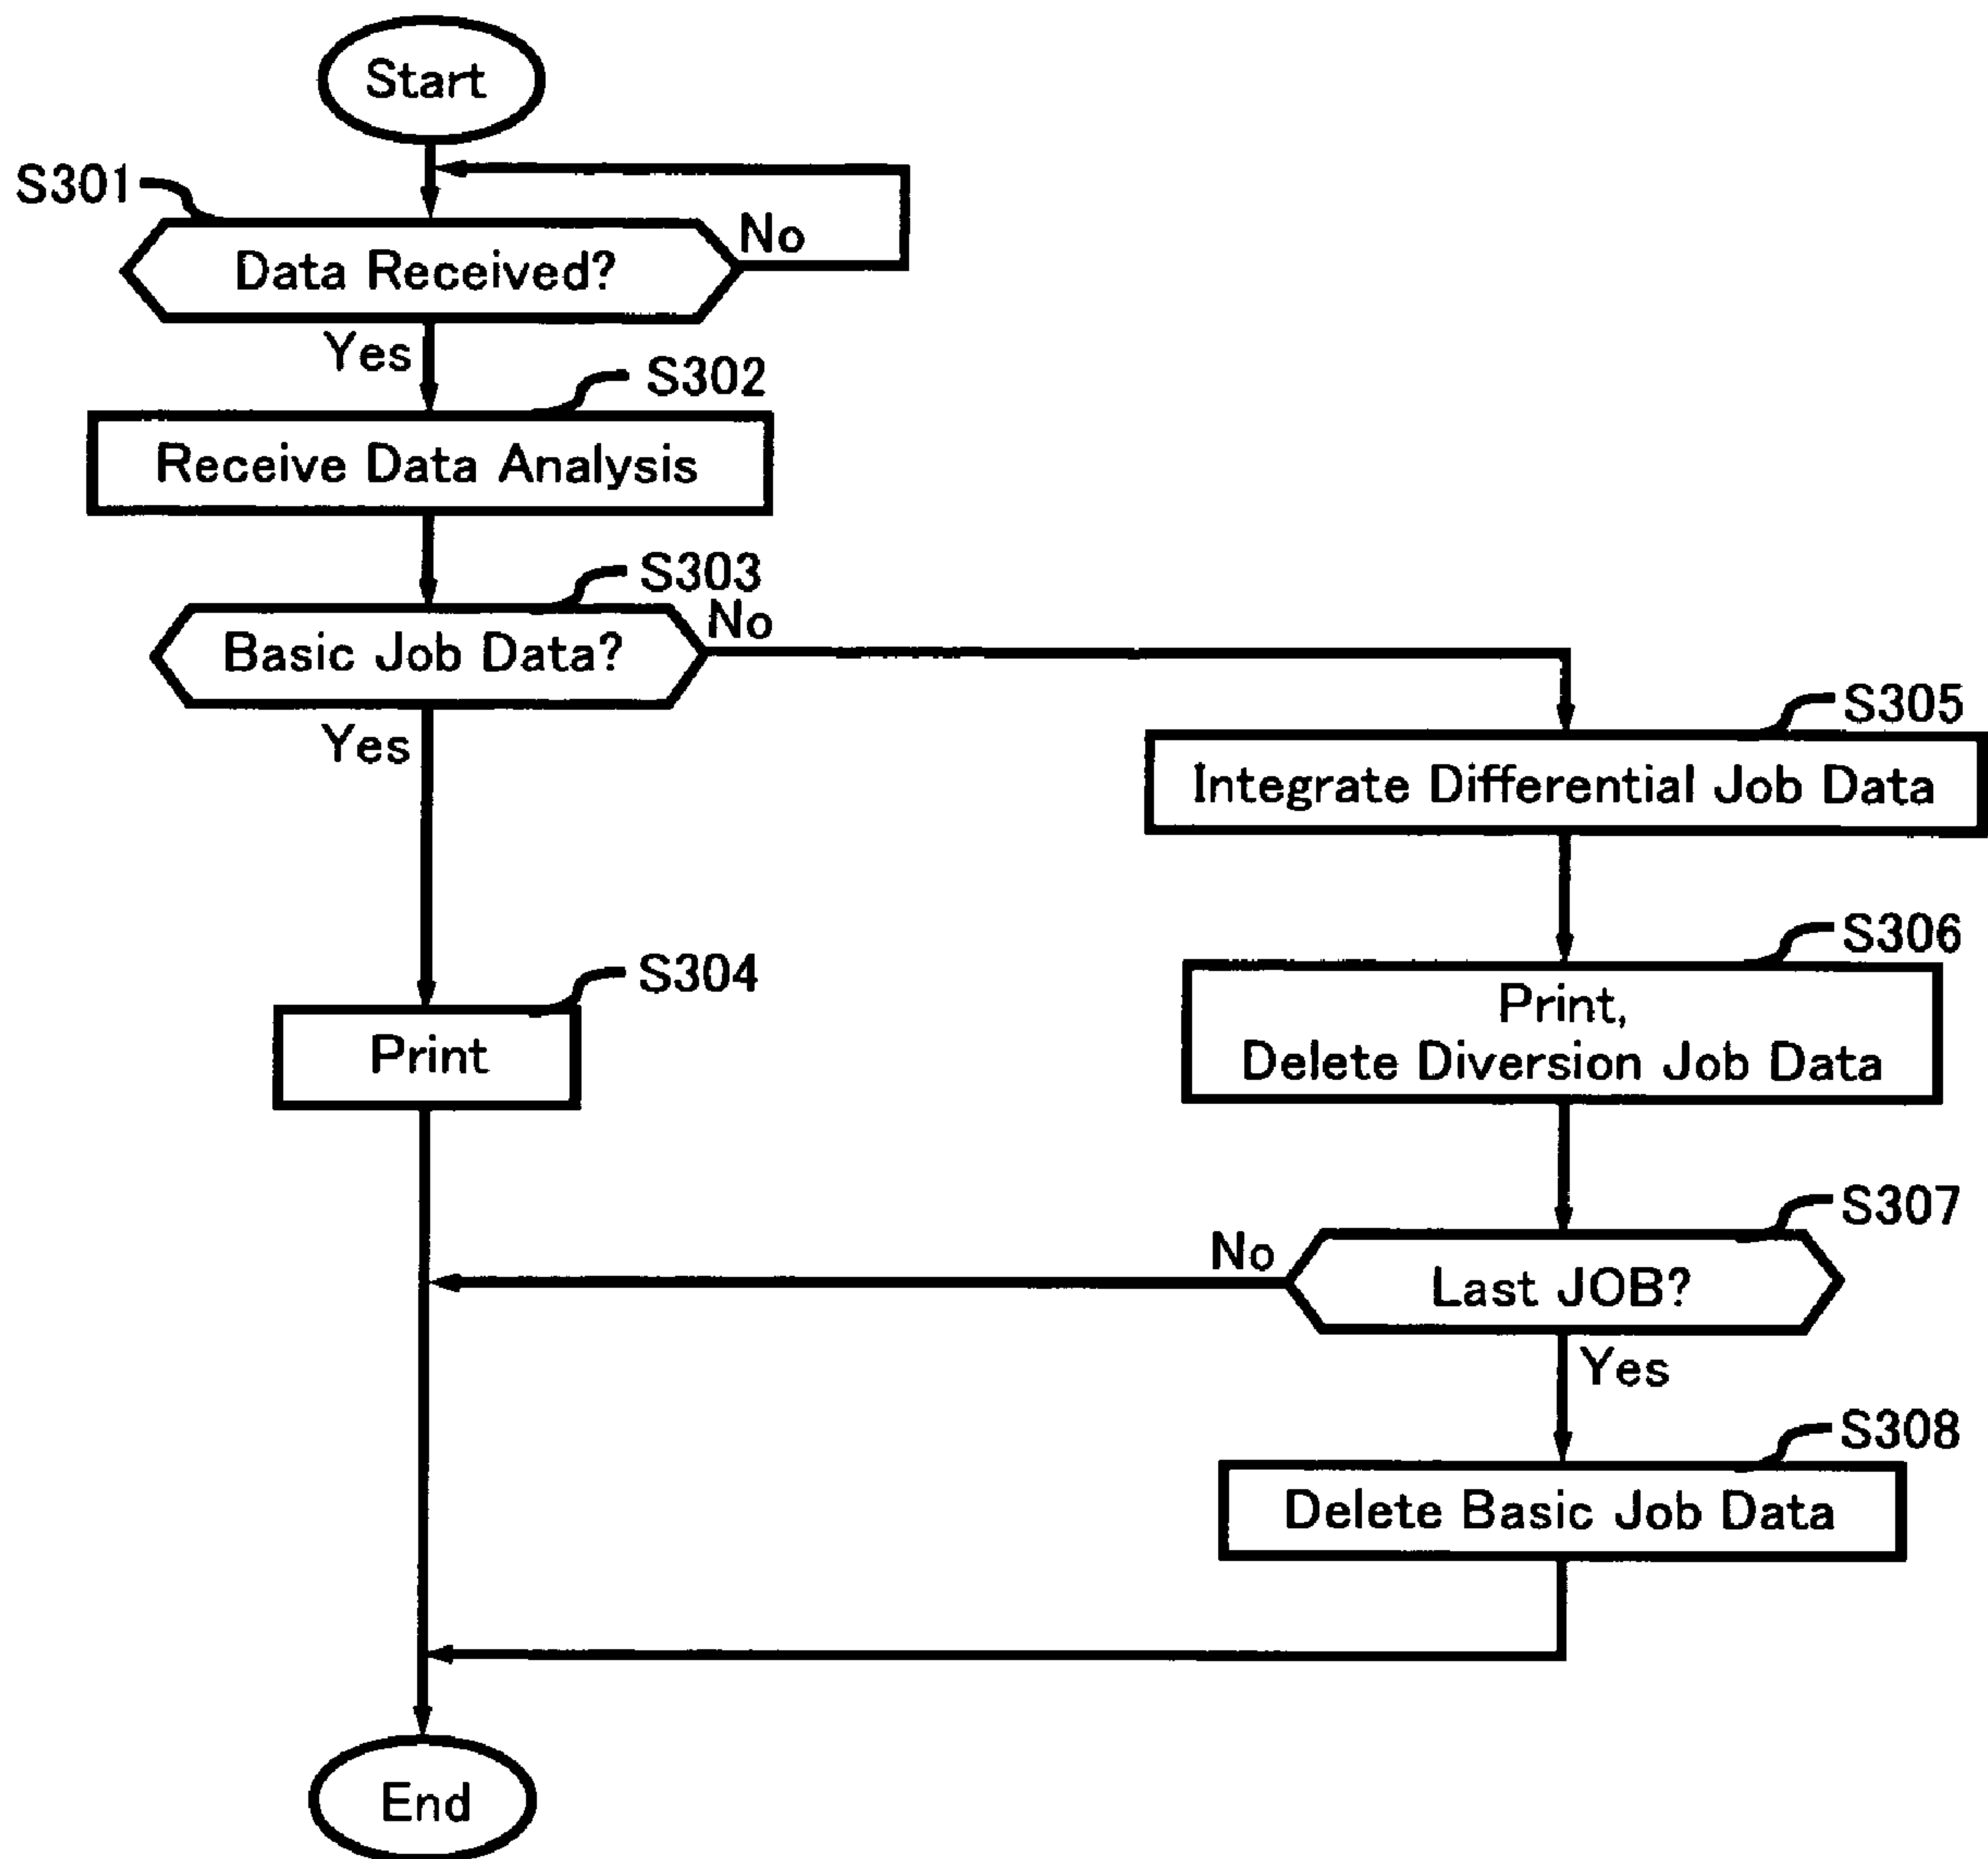 Start
S301
Data Received?
No
Yes
S302
Receive Data Analysis
S303
Basic Job Data?
No
Yes
S305
Integrate Differential Job Data
S306
Print,
Delete Diversion Job Data
S304
Print
S307
Last JOB?
No
Yes
S308
Delete Basic Job Data
End